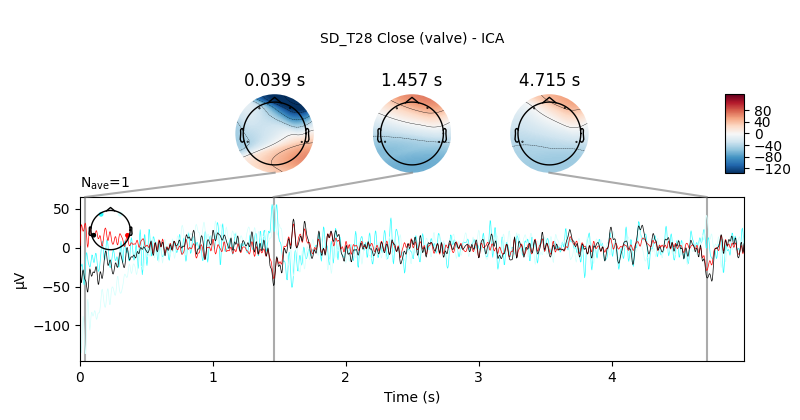 SD_T28 Close (valve) - ICA
0.039 s 1.457 s 4.715 s
80
40
0
−40
−80
−120
Nave=1
50
0
−50
−100
µV
0 1 2 3 4
Time (s)